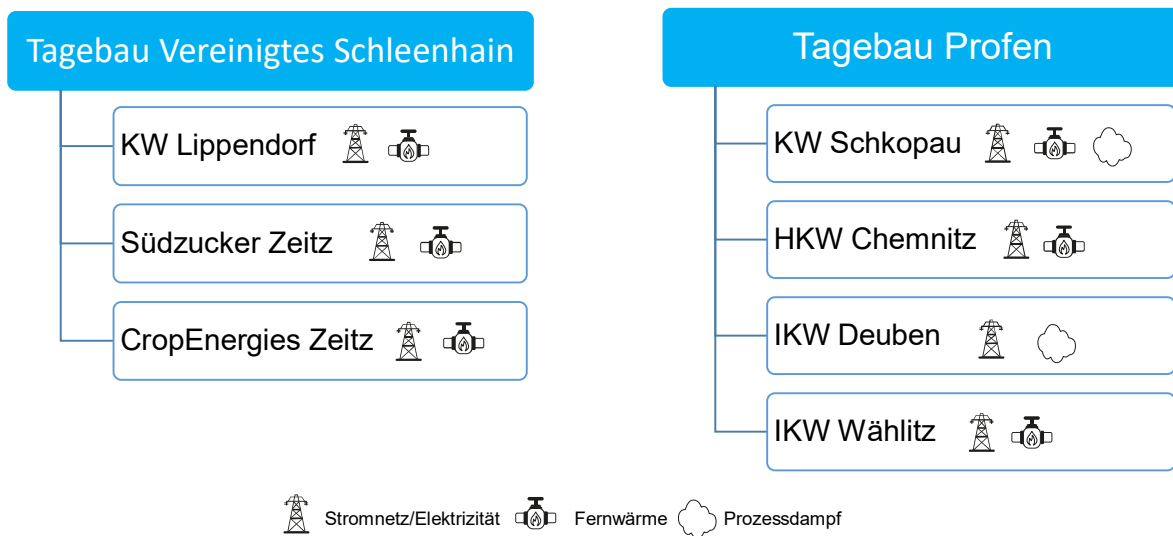 Tagebau Vereinigtes Schleenhain
KW Lippendorf
Südzucker Zeitz
CropEnergies Zeitz
Tagebau Profen
KW Schkopau
HKW Chemnitz
IKW Deuben
IKW Wählitz
Stromnetz/Elektrizität Fernwärme Prozessdampf